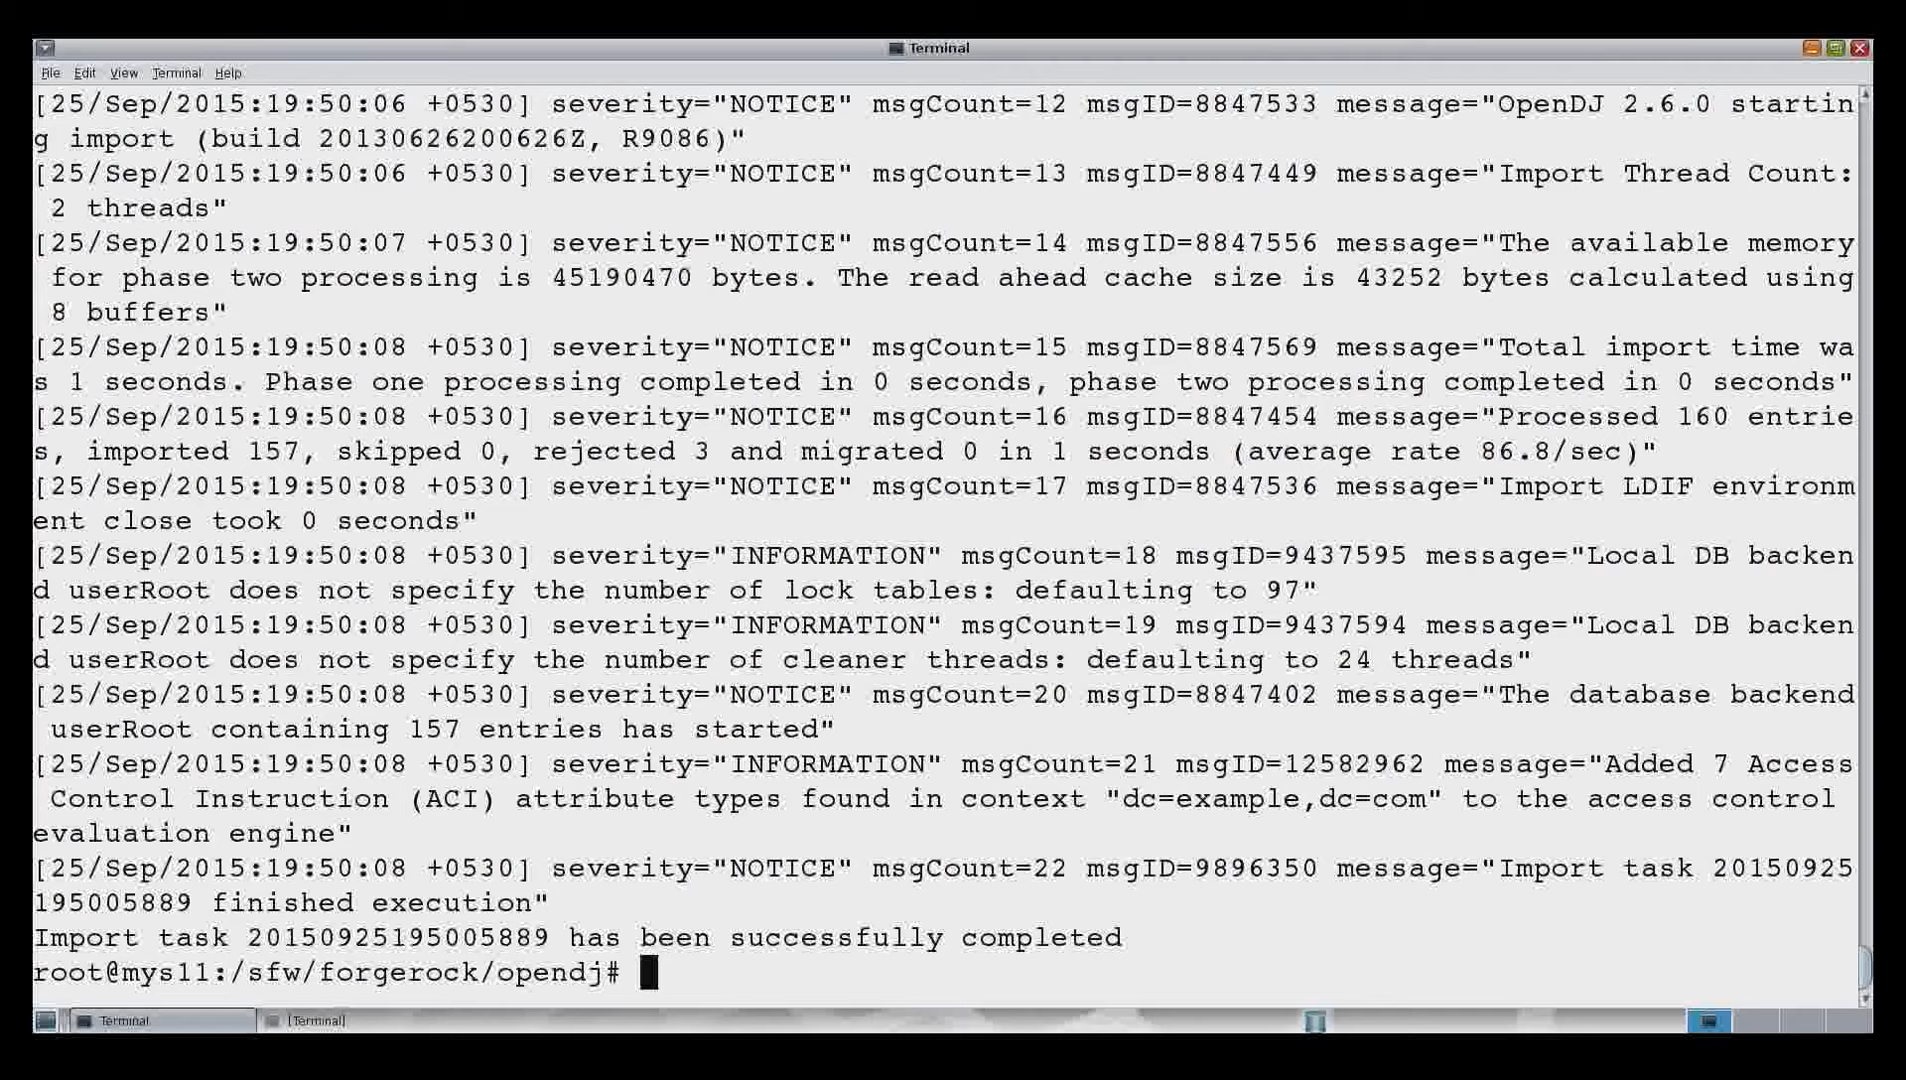 Terminal
File Edit View Terminal Help
[25/Sep/2015:19:50:06 +0530] severity="NOTICE" msgCount=12 msgID=8847533 message="OpenDJ 2.6.0 startin
g import (build 20130626200626Z, R9086)"
[25/Sep/2015:19:50:06 +0530] severity="NOTICE" msgCount=13 msgID=8847449 message="Import Thread Count:
 2 threads"
[25/Sep/2015:19:50:07 +0530] severity="NOTICE" msgCount=14 msgID=8847556 message="The available memory
 for phase two processing is 45190470 bytes. The read ahead cache size is 43252 bytes calculated using
 8 buffers"
[25/Sep/2015:19:50:08 +0530] severity="NOTICE" msgCount=15 msgID=8847569 message="Total import time wa
s 1 seconds. Phase one processing completed in 0 seconds, phase two processing completed in 0 seconds"
[25/Sep/2015:19:50:08 +0530] severity="NOTICE" msgCount=16 msgID=8847454 message="Processed 160 entrie
s, imported 157, skipped 0, rejected 3 and migrated 0 in 1 seconds (average rate 86.8/sec)"
[25/Sep/2015:19:50:08 +0530] severity="NOTICE" msgCount=17 msgID=8847536 message="Import LDIF environm
ent close took 0 seconds"
[25/Sep/2015:19:50:08 +0530] severity="INFORMATION" msgCount=18 msgID=9437595 message="Local DB backen
d userRoot does not specify the number of lock tables: defaulting to 97"
[25/Sep/2015:19:50:08 +0530] severity="INFORMATION" msgCount=19 msgID=9437594 message="Local DB backen
d userRoot does not specify the number of cleaner threads: defaulting to 24 threads"
[25/Sep/2015:19:50:08 +0530] severity="NOTICE" msgCount=20 msgID=8847402 message="The database backend
 userRoot containing 157 entries has started"
[25/Sep/2015:19:50:08 +0530] severity="INFORMATION" msgCount=21 msgID=12582962 message="Added 7 Access
 Control Instruction (ACI) attribute types found in context "dc=example,dc=com" to the access control
evaluation engine"
[25/Sep/2015:19:50:08 +0530] severity="NOTICE" msgCount=22 msgID=9896350 message="Import task 20150925
195005889 finished execution"
Import task 20150925195005889 has been successfully completed
root@mys11:/sfw/forgerock/opendj#
Terminal [Terminal]